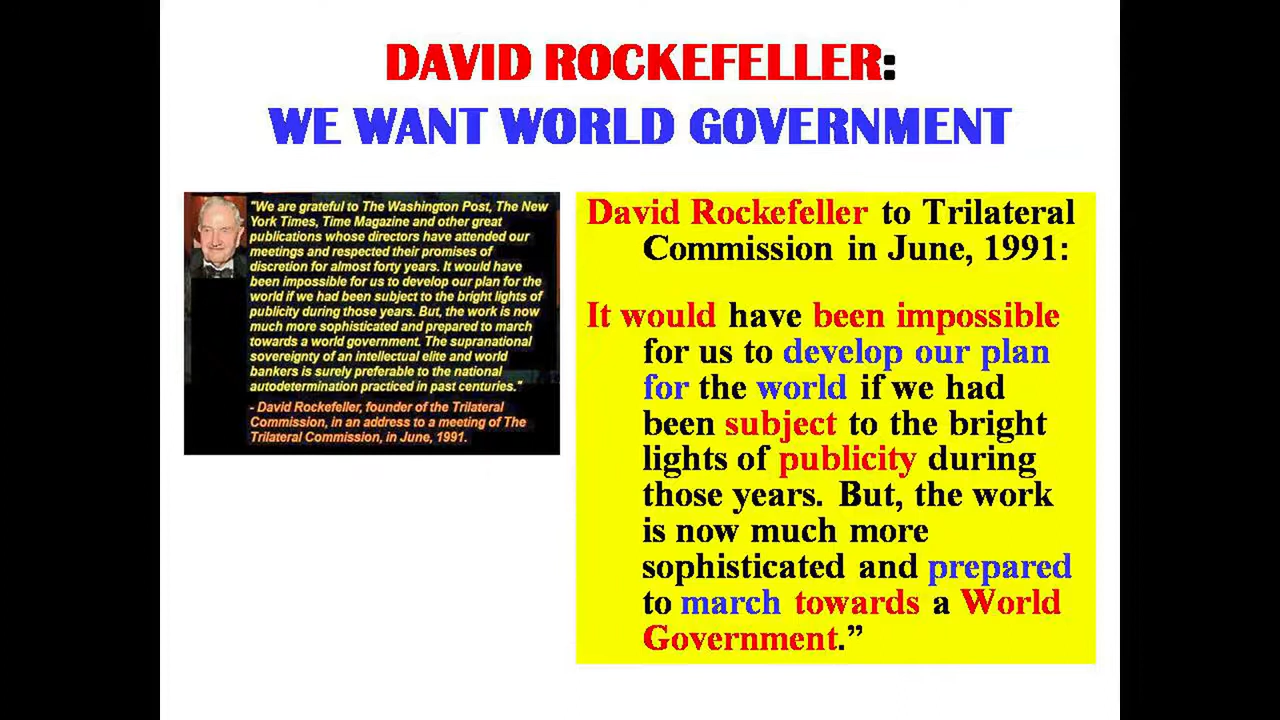 DAVID ROCKEFELLER:
WE WANT WORLD GOVERNMENT
"We are grateful to The Washington Post, The New
York Times, Time Magazine and other great
publications whose directors have attended our
meetings and respected their promises of
discretion for almost forty years. It would have
been impossible for us to develop our plan for the
world if we had been subject to the bright lights of
publicity during those years. But, the work is now
much more sophisticated and prepared to march
towards a world government. The supranational
sovereignty of an intellectual elite and world
bankers is surely preferable to the national
autodetermination practiced in past centuries."
- David Rockefeller, founder of the Trilateral
Commission, in an address to a meeting of The
Trilateral Commission, in June, 1991.
David Rockefeller to Trilateral
Commission in June, 1991:
It would have been impossible
for us to develop our plan
for the world if we had
been subject to the bright
lights of publicity during
those years. But, the work
is now much more
sophisticated and prepared
to march towards a World
Government.”